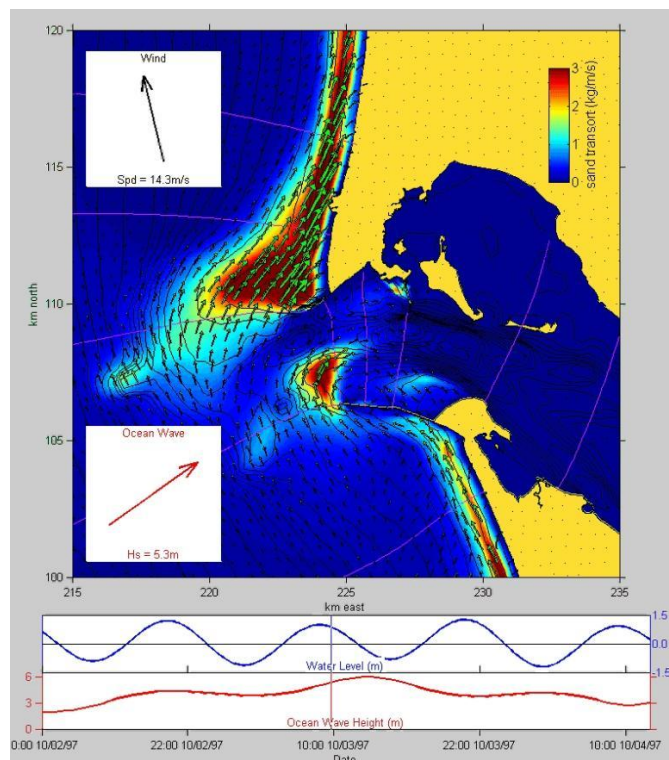 120
115
110
105
100
km north
Wind
Spd = 14.3m/s
3
2
1
0
sand transort (kg/m/s)
Ocean Wave
Hs = 5.3m
215 220 225 230 235
km east
1.5
0.0
-1.5
Water Level (m)
6
3
0
Ocean Wave Height (m)
0:00 10/02/97 22:00 10/02/97 10:00 10/03/97 22:00 10/03/97 10:00 10/04/97
Date